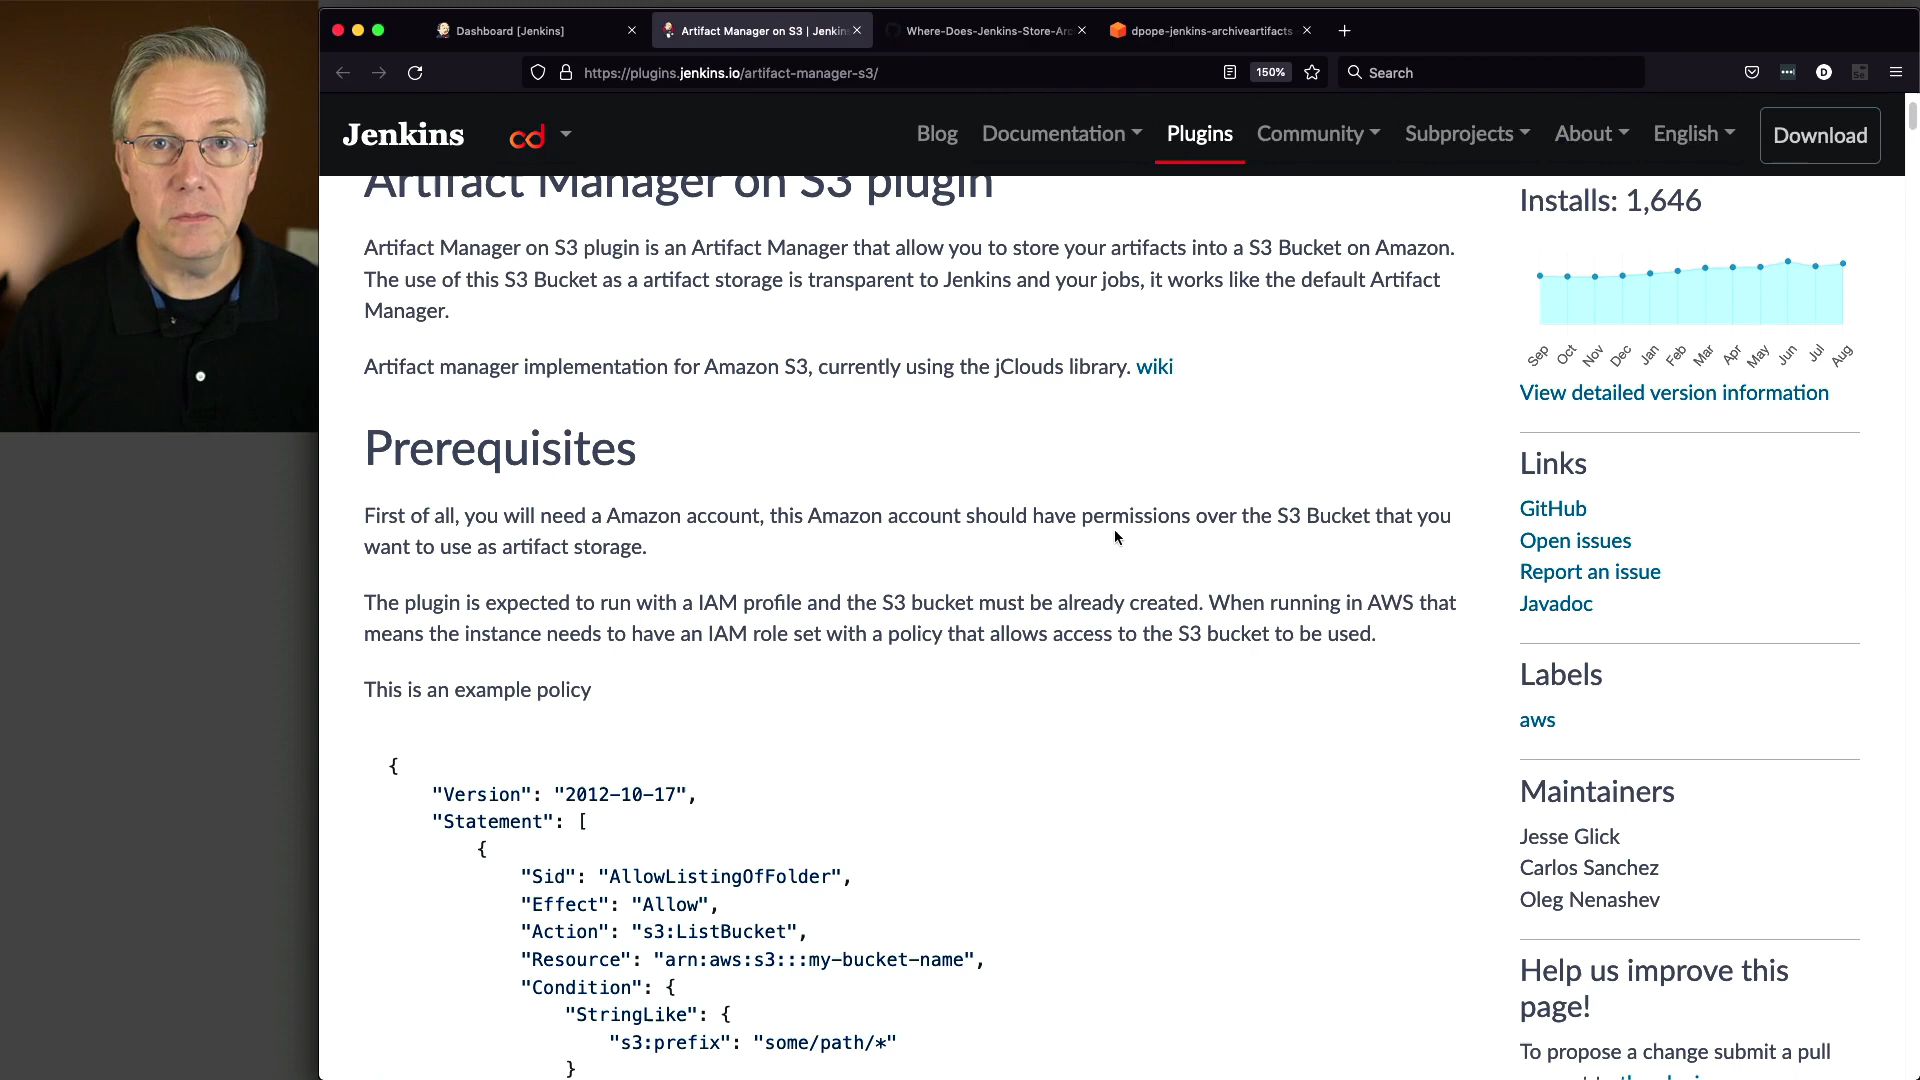 Dashboard [Jenkins]
Artifact Manager on S3 | Jenkins
Where-Does-Jenkins-Store-Arc
dpope-jenkins-archiveartifacts
https://plugins.jenkins.io/artifact-manager-s3/
150%
Search
Jenkins
Blog
Documentation
Plugins
Community
Subprojects
About
English
Download
Artifact Manager on S3 plugin
Artifact Manager on S3 plugin is an Artifact Manager that allow you to store your artifacts into a S3 Bucket on Amazon.
The use of this S3 Bucket as a artifact storage is transparent to Jenkins and your jobs, it works like the default Artifact
Manager.
Artifact manager implementation for Amazon S3, currently using the jClouds library. wiki
Prerequisites
First of all, you will need a Amazon account, this Amazon account should have permissions over the S3 Bucket that you
want to use as artifact storage.
The plugin is expected to run with a IAM profile and the S3 bucket must be already created. When running in AWS that
means the instance needs to have an IAM role set with a policy that allows access to the S3 bucket to be used.
This is an example policy
{
"Version": "2012-10-17",
"Statement": [
{
"Sid": "AllowListingOfFolder",
"Effect": "Allow",
"Action": "s3:ListBucket",
"Resource": "arn:aws:s3:::my-bucket-name",
"Condition": {
"StringLike": {
"s3:prefix": "some/path/*"
}
Installs: 1,646
Sep Oct Nov Dec Jan Feb Mar Apr May Jun Jul Aug
View detailed version information
Links
GitHub
Open issues
Report an issue
Javadoc
Labels
aws
Maintainers
Jesse Glick
Carlos Sanchez
Oleg Nenashev
Help us improve this
page!
To propose a change submit a pull